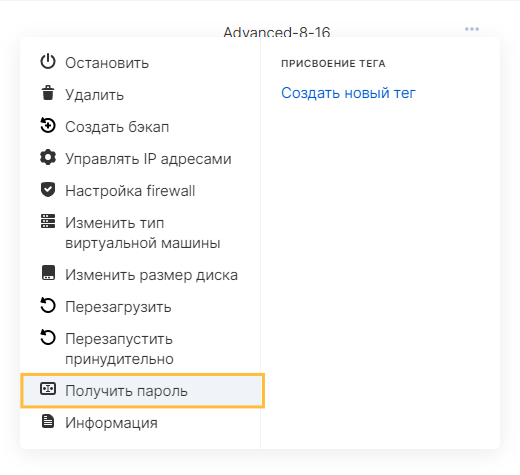 Advanced-8-16
Остановить
Удалить
Создать бэкап
Управлять IP адресами
Настройка firewall
Изменить тип
виртуальной машины
Изменить размер диска
Перезагрузить
Перезапустить
принудительно
Получить пароль
Информация
ПРИСВОЕНИЕ ТЕГА
Создать новый тег